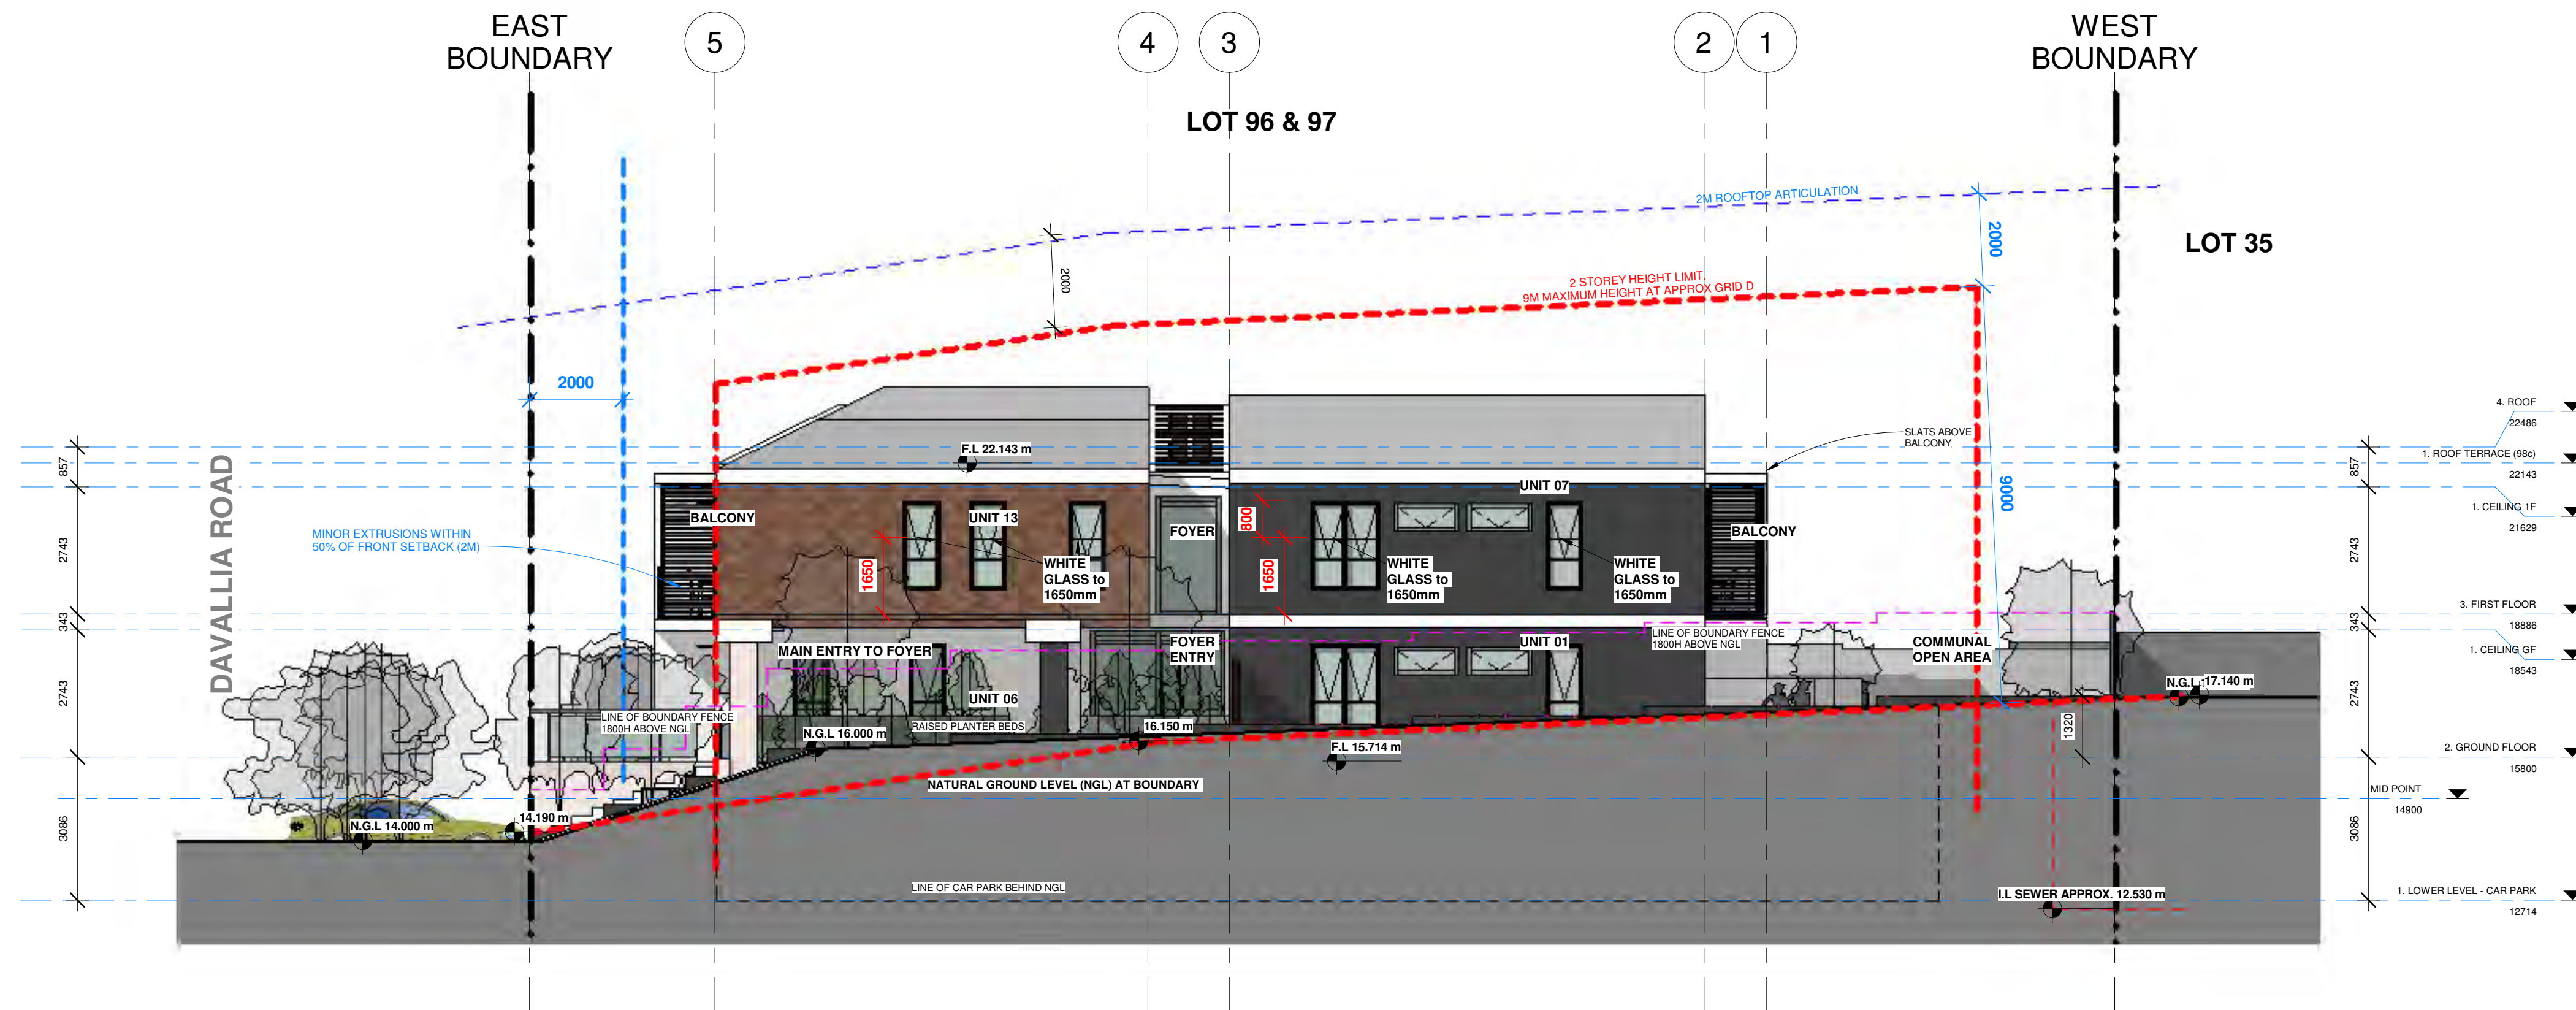 EAST
BOUNDARY
5
4
3
2
1
WEST
BOUNDARY
LOT 96 & 97
2M ROOFTOP ARTICULATION
2000
LOT 35
2000
2 STOREY HEIGHT LIMIT,
9M MAXIMUM HEIGHT AT APPROX GRID D
2000
4. ROOF
22486
SLATS ABOVE
BALCONY
F.L 22.143 m
1. ROOF TERRACE (98c)
22143
857
857
DAVALLIA ROAD
UNIT 07
9000
1. CEILING 1F
21629
BALCONY
UNIT 13
800
FOYER
BALCONY
MINOR EXTRUSIONS WITHIN
50% OF FRONT SETBACK (2M)
2743
2743
1650
1650
WHITE
GLASS to
1650mm
WHITE
GLASS to
1650mm
WHITE
GLASS to
1650mm
3. FIRST FLOOR
18886
343
343
LINE OF BOUNDARY FENCE
1800H ABOVE NGL
MAIN ENTRY TO FOYER
FOYER
ENTRY
UNIT 01
COMMUNAL
OPEN AREA
1. CEILING GF
18543
N.G.L
17.140 m
2743
2743
UNIT 06
LINE OF BOUNDARY FENCE
1800H ABOVE NGL
RAISED PLANTER BEDS
16.150 m
1320
N.G.L 16.000 m
F.L 15.714 m
2. GROUND FLOOR
15800
NATURAL GROUND LEVEL (NGL) AT BOUNDARY
MID POINT
14900
14.190 m
N.G.L 14.000 m
3086
3086
LINE OF CAR PARK BEHIND NGL
I.L SEWER APPROX. 12.530 m
1. LOWER LEVEL - CAR PARK
12714